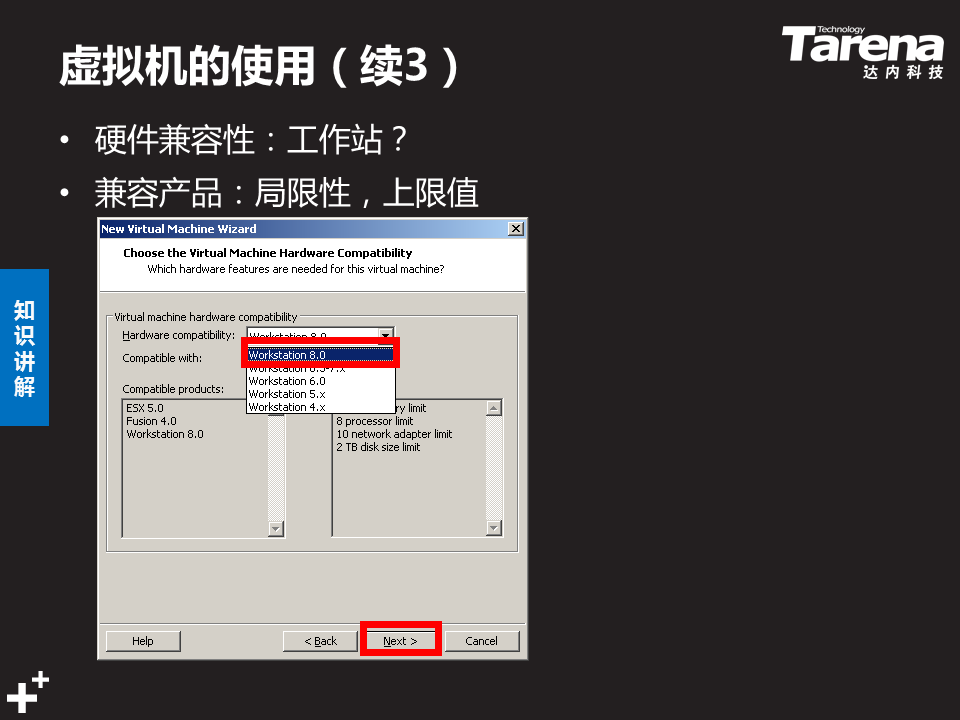 虚拟机的使用（续3）
Technology
Tarena
达内科技
• 硬件兼容性：工作站？
• 兼容产品：局限性，上限值
知识讲解
New Virtual Machine Wizard
Choose the Virtual Machine Hardware Compatibility
Which hardware features are needed for this virtual machine?
Virtual machine hardware compatibility
Hardware compatibility: Workstation 8.0
Workstation 8.0
Compatible with:
Workstation 6.5-7.x
Workstation 6.0
Workstation 5.x
Workstation 4.x
Compatible products:
ESX 5.0
Fusion 4.0
Workstation 8.0
limit
8 processor limit
10 network adapter limit
2 TB disk size limit
Help
< Back
Next >
Cancel